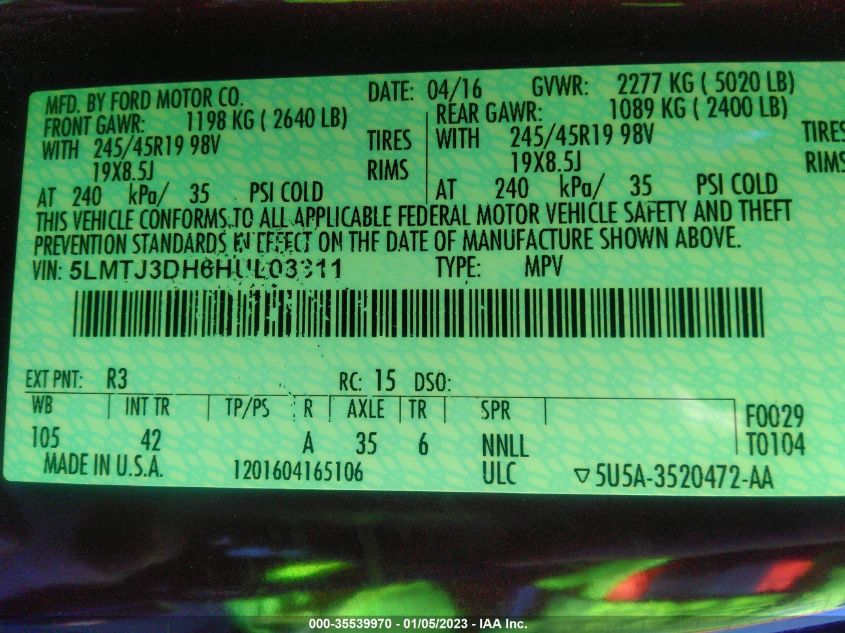 MFD. BY FORD MOTOR CO. DATE: 04/16 GVWR: 2277 KG ( 5020 LB)
FRONT GAWR: 1198 KG ( 2640 LB) REAR GAWR: 1089 KG ( 2400 LB)
WITH 245/45R19 98V TIRES WITH 245/45R19 98V TIRES
19X8.5J RIMS 19X8.5J RIMS
AT 240 kPa/ 35 PSI COLD AT 240 kPa/ 35 PSI COLD
THIS VEHICLE CONFORMS TO ALL APPLICABLE FEDERAL MOTOR VEHICLE SAFETY AND THEFT
PREVENTION STANDARDS IN EFFECT ON THE DATE OF MANUFACTURE SHOWN ABOVE.
VIN: 5LMTJ3DH6HUL03311 TYPE: MPV
EXT PNT: R3 RC: 15 DSO:
WB INT TR TP/PS R AXLE TR SPR F0029
105 42 A 35 6 NNLL T0104
MADE IN U.S.A. 1201604165106 ULC ▽5U5A-3520472-AA
000-35539970 - 01/05/2023 - IAA Inc.